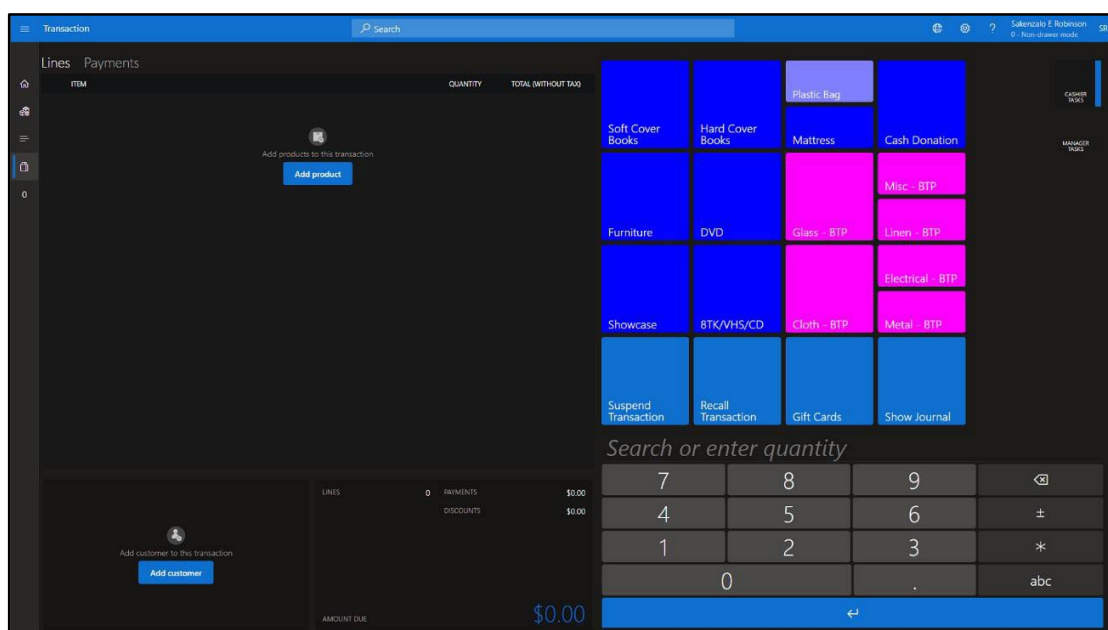 Transaction
Search
?
Sakenzalo E Robinson
0 - Non-drawer mode
SR
Lines Payments
ITEM QUANTITY TOTAL (WITHOUT TAX)
Add products to this transaction
Add product
0
Soft Cover
Books
Hard Cover
Books
Plastic Bag
Mattress
Cash Donation
CASHIER
TASKS
MANAGER
TASKS
Furniture
DVD
Glass - BTP
Misc - BTP
Linen - BTP
Showcase
8TK/VHS/CD
Cloth - BTP
Electrical - BTP
Metal - BTP
Suspend
Transaction
Recall
Transaction
Gift Cards
Show Journal
Search or enter quantity
7 8 9
4 5 6 ±
1 2 3 *
0 . abc
Add customer to this transaction
Add customer
LINES 0 PAYMENTS $0.00
DISCOUNTS $0.00
AMOUNT DUE $0.00